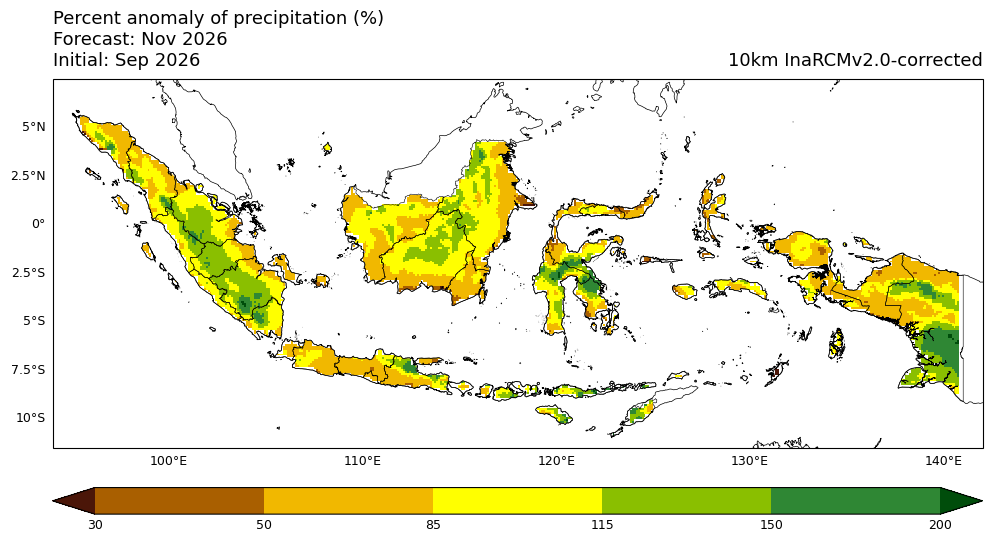 Percent anomaly of precipitation (%)
Forecast: Nov 2026
Initial: Sep 2026
10km InaRCMv2.0-corrected
5°N
2.5°N
0°
2.5°S
5°S
7.5°S
10°S
100°E 110°E 120°E 130°E 140°E
30 50 85 115 150 200